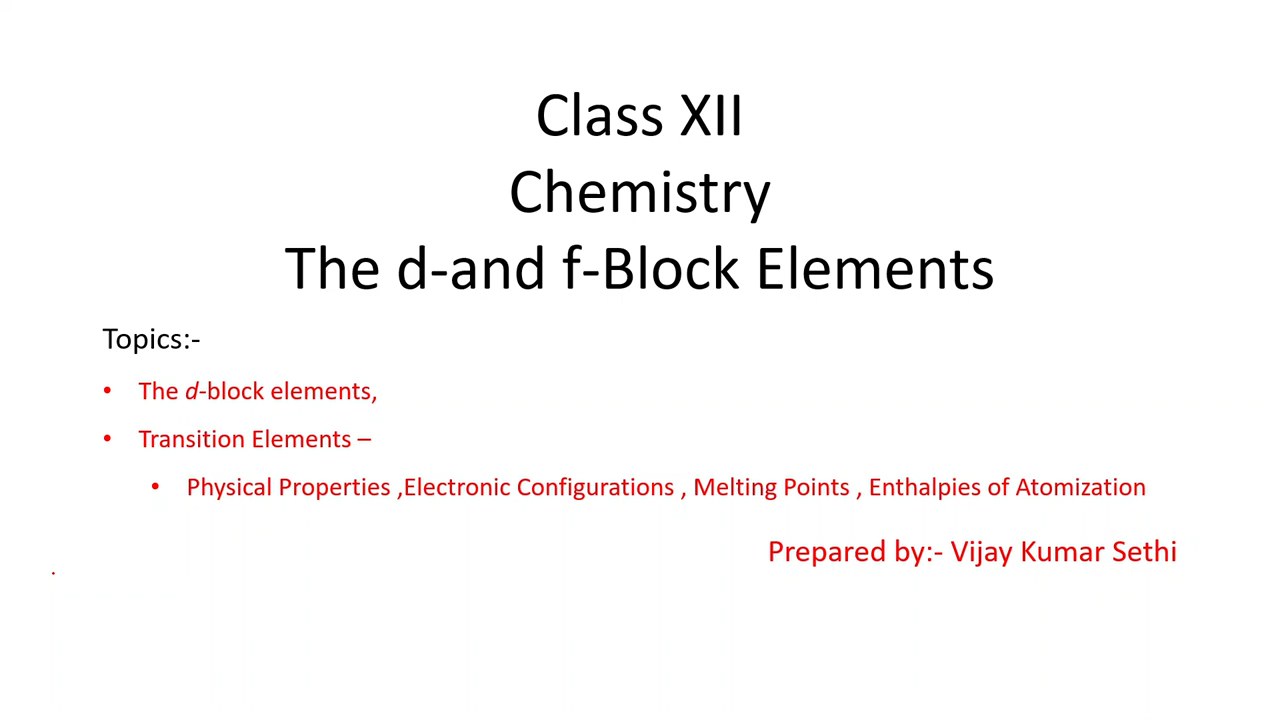 Class XII
Chemistry
The d-and f-Block Elements
Topics:-
• The d-block elements,
• Transition Elements –
• Physical Properties ,Electronic Configurations , Melting Points , Enthalpies of Atomization
Prepared by:- Vijay Kumar Sethi